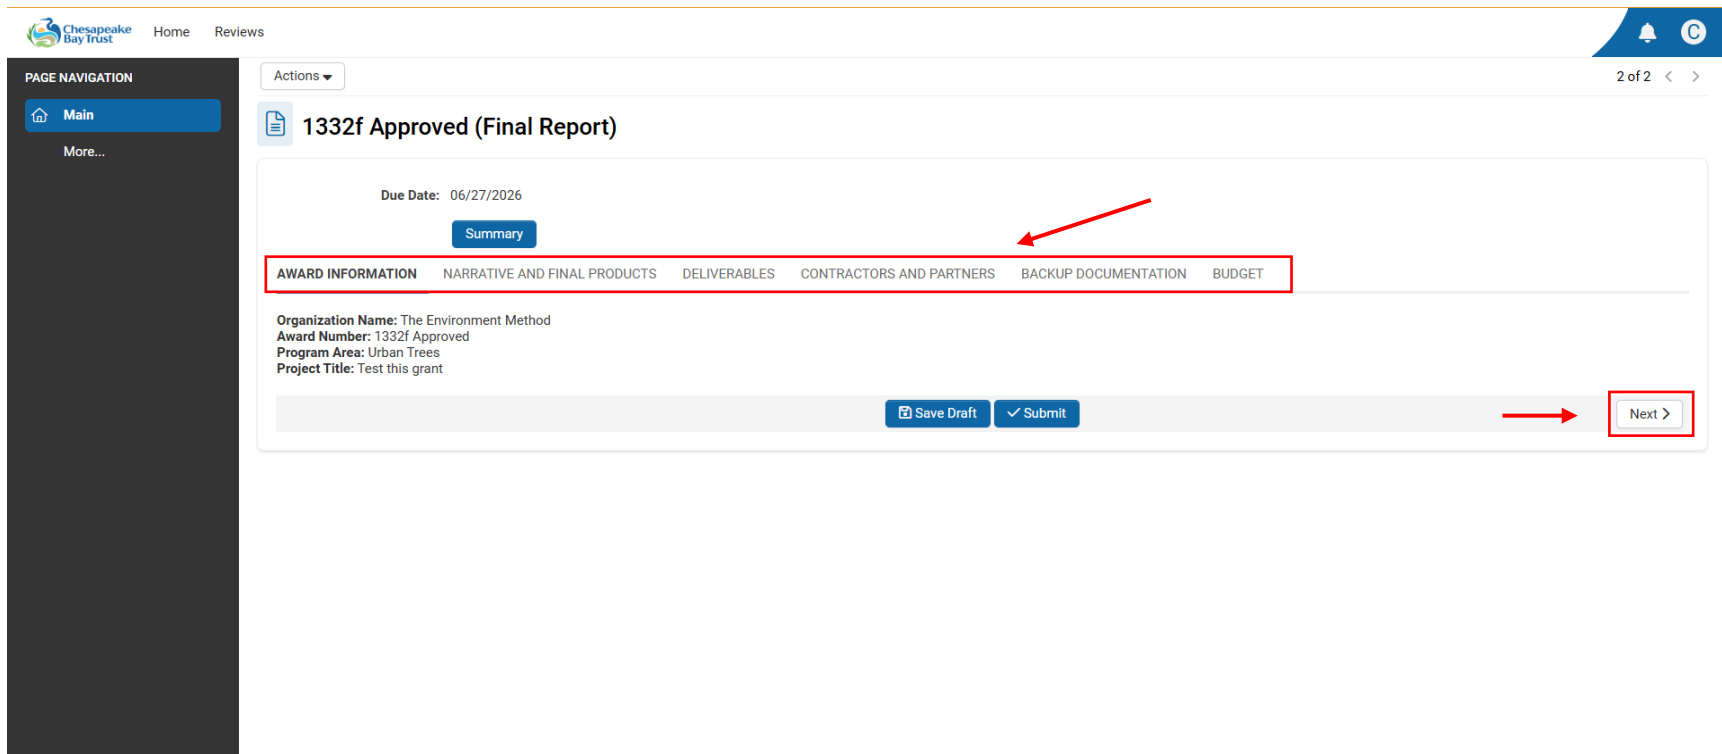 Chesapeake
Bay Trust
Home
Reviews
C
PAGE NAVIGATION
Main
More...
Actions
2 of 2
1332f Approved (Final Report)
Due Date: 06/27/2026
Summary
AWARD INFORMATION NARRATIVE AND FINAL PRODUCTS DELIVERABLES CONTRACTORS AND PARTNERS BACKUP DOCUMENTATION BUDGET
Organization Name: The Environment Method
Award Number: 1332f Approved
Program Area: Urban Trees
Project Title: Test this grant
Save Draft
Submit
Next